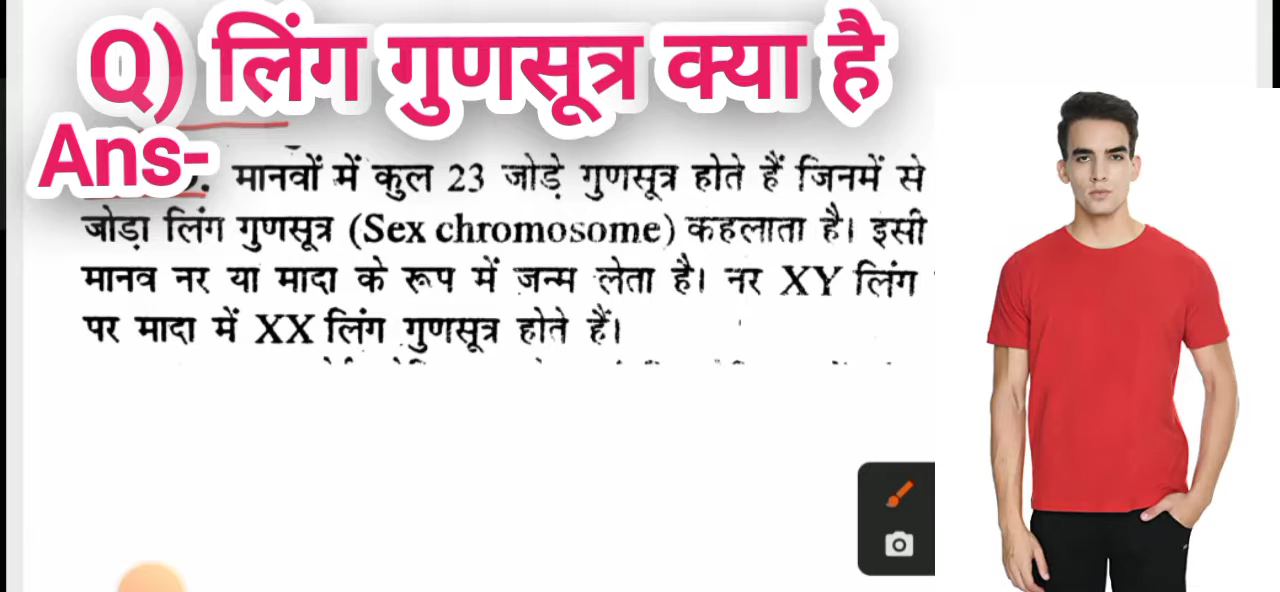 Q) लिंग गुणसूत्र क्या है
Ans-
मानवों में कुल 23 जोड़े गुणसूत्र होते हैं जिनमें से
जोड़ा लिंग गुणसूत्र (Sex chromosome) कहलाता है। इसी
मानव नर या मादा के रूप में जन्म लेता है। नर XY लिंग
पर मादा में XX लिंग गुणसूत्र होते हैं।